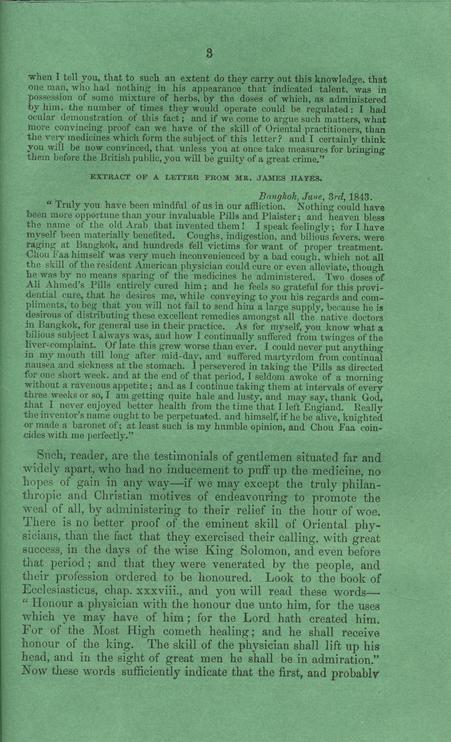 3
when I tell you, that to such an extent do they carry out this knowledge, that
one man, who had nothing in his appearance that indicated talent, was in
possession of some mixture of herbs, by the doses of which, as administered
by him, the number of times they would operate could be regulated: I had
ocular demonstration of this fact; and if we come to argue such matters, what
more convincing proof can we have of the skill of Oriental practitioners, than
the very medicines which form the subject of this letter? and I certainly think
you will be now convinced, that unless you at once take measures for bringing
them before the British public, you will be guilty of a great crime."
EXTRACT OF A LETTER FROM MR. JAMES HAYES.
Bangkok, June, 3rd, 1843.
"Truly you have been mindful of us in our affliction. Nothing could have
been more opportune than your invaluable Pills and Plaister; and heaven bless
the name of the old Arab that invented them! I speak feelingly; for I have
myself been materially benefited. Coughs, indigestion, and bilious fevers, were
raging at Bangkok, and hundreds fell victims for want of proper treatment.
Chou Faa himself was very much inconvenienced by a bad cough, which not all
the skill of the resident American physician could cure or even alleviate, though
he was by no means sparing of the medicines he administered. Two doses of
Ali Ahmed's Pills entirely cured him; and he feels so grateful for this provi-
dential cure, that he desires me, while conveying to you his regards and com-
pliments, to beg that you will not fail to send him a large supply, because he is
desirous of distributing these excellent remedies amongst all the native doctors
in Bangkok, for general use in their practice. As for myself, you know what a
bilious subject I always was, and how I continually suffered from twinges of the
liver-complaint. Of late this grew worse than ever. I could never put anything
in my mouth till long after mid-day, and suffered martyrdom from continual
nausea and sickness at the stomach. I persevered in taking the Pills as directed
for one short week, and at the end of that period, I seldom awoke of a morning
without a ravenous appetite; and as I continue taking them at intervals of every
three weeks or so, I am getting quite hale and lusty, and may say, thank God,
that I never enjoyed better health from the time that I left England. Really
the inventor's name ought to be perpetuated, and himself, if he be alive, knighted
or made a baronet of; at least such is my humble opinion, and Chou Faa coin-
cides with me perfectly."
Such, reader, are the testimonials of gentlemen situated far and
widely apart, who had no inducement to puff up the medicine, no
hopes of gain in any way—if we may except the truly philan-
thropic and Christian motives of endeavouring to promote the
weal of all, by administering to their relief in the hour of woe.
There is no better proof of the eminent skill of Oriental phy-
sicians, than the fact that they exercised their calling, with great
success, in the days of the wise King Solomon, and even before
that period; and that they were venerated by the people, and
their profession ordered to be honoured. Look to the book of
Ecclesiasticus, chap. xxxviii., and you will read these words—
"Honour a physician with the honour due unto him, for the uses
which ye may have of him; for the Lord hath created him.
For of the Most High cometh healing; and he shall receive
honour of the king. The skill of the physician shall lift up his
head, and in the sight of great men he shall be in admiration."
Now these words sufficiently indicate that the first, and probably